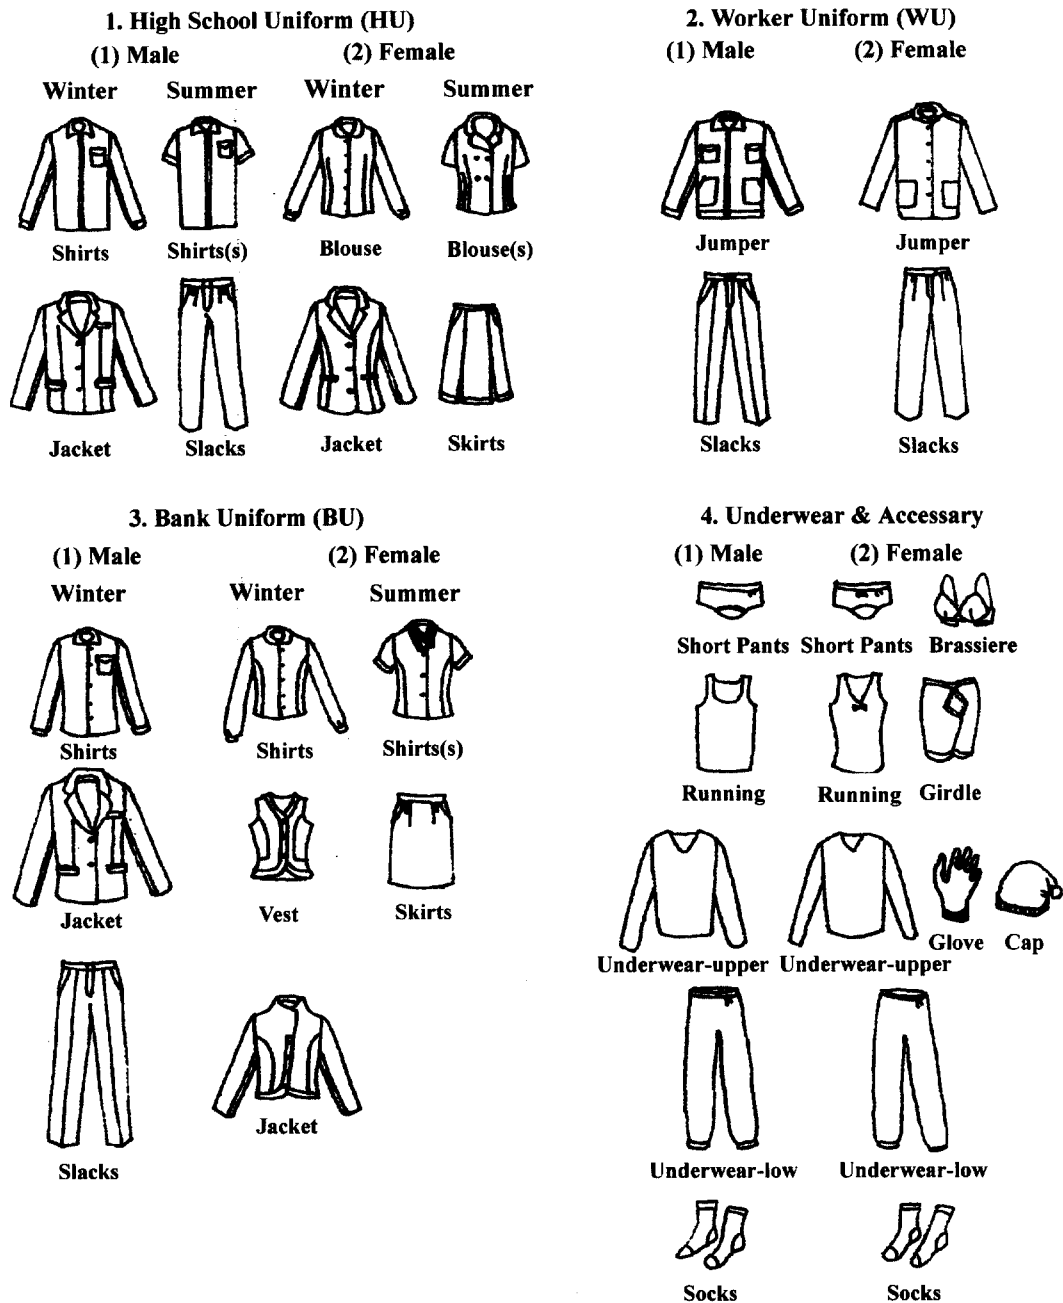 1. High School Uniform (HU)
(1) Male
(2) Female
Winter
Summer
Winter
Summer
Shirts
Shirts(s)
Blouse
Blouse(s)
Jacket
Slacks
Jacket
Skirts
2. Worker Uniform (WU)
(1) Male
(2) Female
Jumper
Jumper
Slacks
Slacks
3. Bank Uniform (BU)
(1) Male
(2) Female
Winter
Winter
Summer
Shirts
Shirts
Shirts(s)
Jacket
Vest
Skirts
Slacks
Jacket
4. Underwear & Accessary
(1) Male
(2) Female
Short Pants
Short Pants
Brassiere
Running
Running
Girdle
Glove
Cap
Underwear-upper
Underwear-upper
Underwear-low
Underwear-low
Socks
Socks